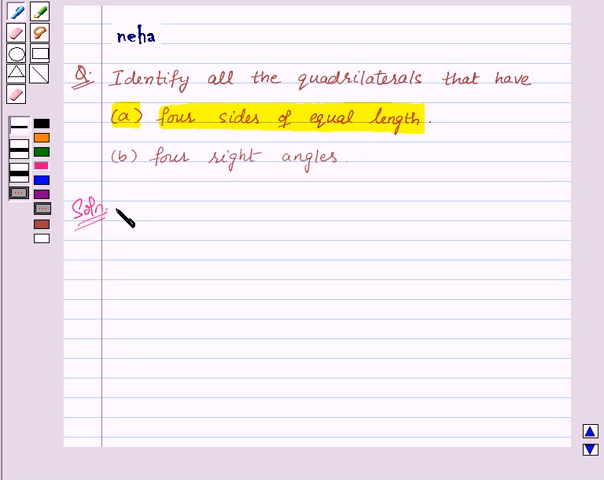 neha
Q. Identify all the quadrilaterals that have
(a) four sides of equal length.
(b) four right angles.
Soln.